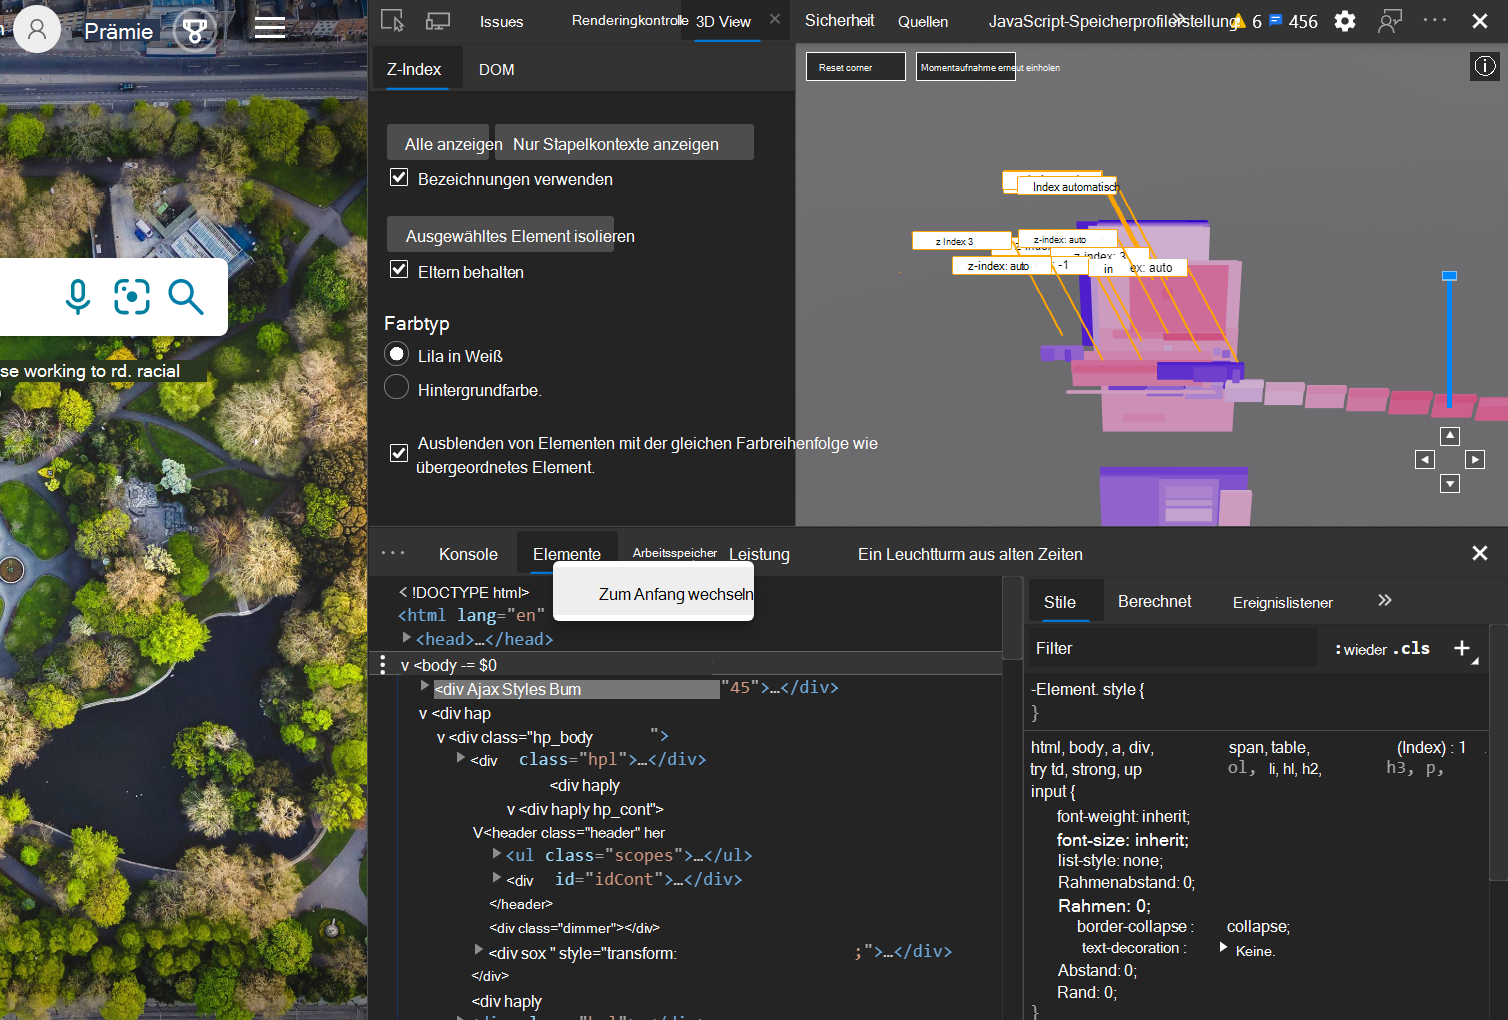 Prämie
Issues
Renderingkontrolle
3D View
Sicherheit
Quellen
JavaScript-Speicherprofilerstellung
6
456
Z-Index
DOM
Reset corner
Momentaufnahme erneut einholen
Alle anzeigen
Nur Stapelkontexte anzeigen
Bezeichnungen verwenden
Ausgewähltes Element isolieren
Eltern behalten
Farbtyp
Lila in Weiß
Hintergrundfarbe.
Ausblenden von Elementen mit der gleichen Farbreihenfolge wie
übergeordnetes Element.
Index automatisch
z Index 3
z-index: auto
z-index: 3
z-index: auto
: -1
in
ex: auto
se working to rd. racial
Konsole
Elemente
Arbeitsspeicher
Leistung
Ein Leuchtturm aus alten Zeiten
Zum Anfang wechseln
< !DOCTYPE html>
<html lang="en"
<head>…</head>
v <body -= $0
<div Ajax Styles Bum "45">…</div>
v <div hap
v <div class="hp_body ">
<div class="hpl">…</div>
<div haply
v <div haply hp_cont">
V<header class="header" her
<ul class="scopes">…</ul>
<div id="idCont">…</div>
</header>
<div class="dimmer"></div>
<div sox " style="transform: ;">…</div>
</div>
<div haply
Stile
Berechnet
Ereignislistener
Filter
:wieder .cls
-Element. style {
}
html, body, a, div, span, table, (Index) : 1
try td, strong, up ol, li, hl, h2, h3, p,
input {
font-weight: inherit;
font-size: inherit;
list-style: none;
Rahmenabstand: 0;
Rahmen: 0;
border-collapse : collapse;
text-decoration : Keine.
Abstand: 0;
Rand: 0;
}